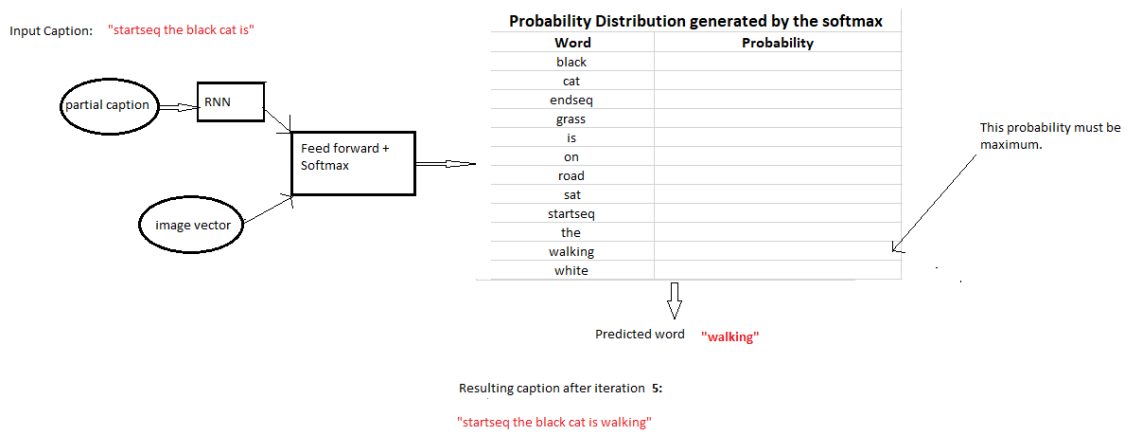 Input Caption: "startseq the black cat is"
Probability Distribution generated by the softmax
Word Probability
black
cat
endseq
grass
is
on
road
sat
startseq
the
walking
white
partial caption
RNN
Feed forward +
Softmax
image vector
This probability must be
maximum.
Predicted word "walking"
Resulting caption after iteration 5:
"startseq the black cat is walking"